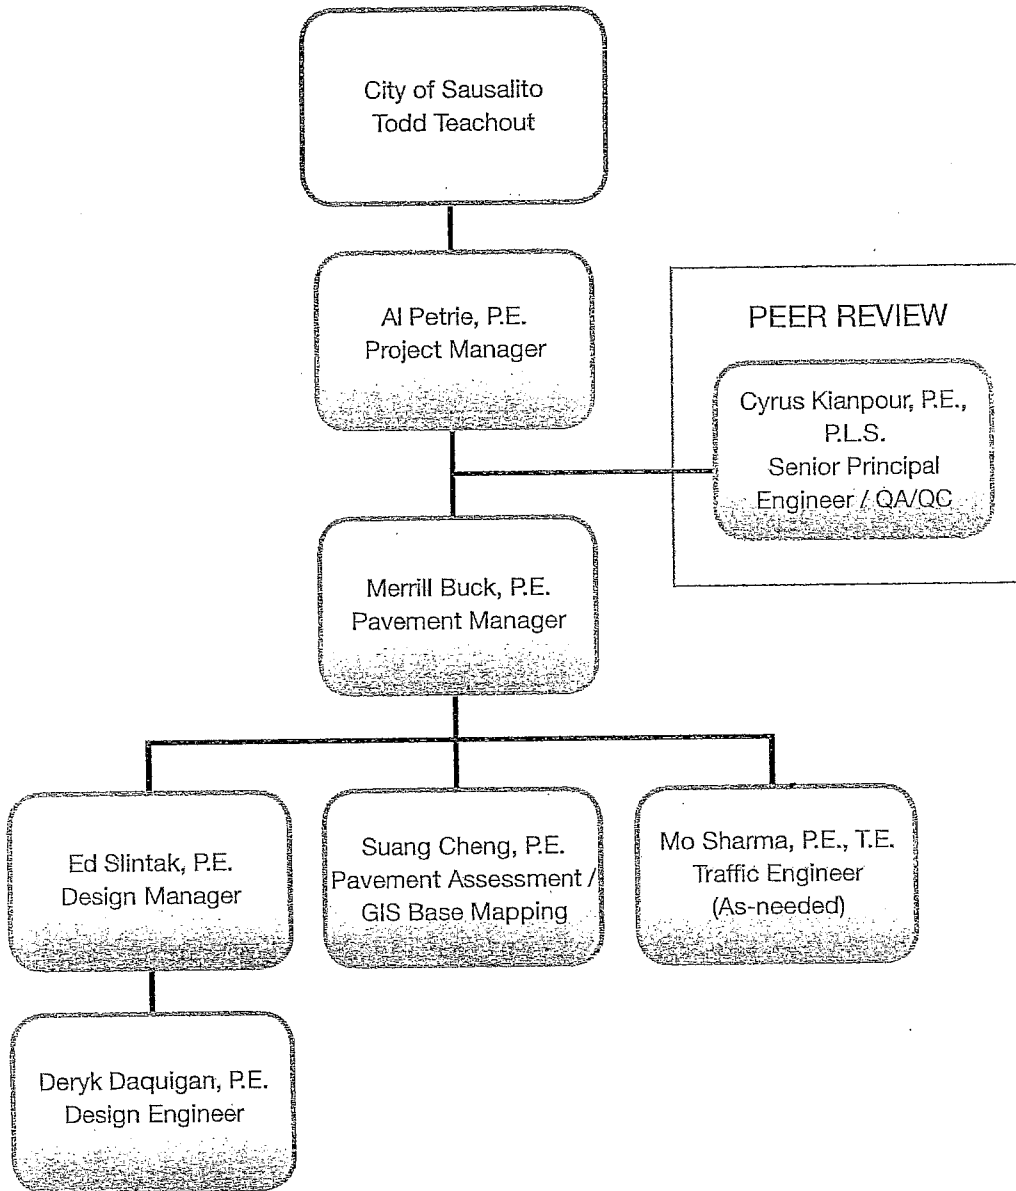 City of Sausalito
Todd Teachout
Al Petrie, P.E.
Project Manager
PEER REVIEW
Cyrus Kianpour, P.E.,
P.L.S.
Senior Principal
Engineer / QA/QC
Merrill Buck, P.E.
Pavement Manager
Ed Slintak, P.E.
Design Manager
Suang Cheng, P.E.
Pavement Assessment /
GIS Base Mapping
Mo Sharma, P.E., T.E.
Traffic Engineer
(As-needed)
Deryk Daquigan, P.E.
Design Engineer